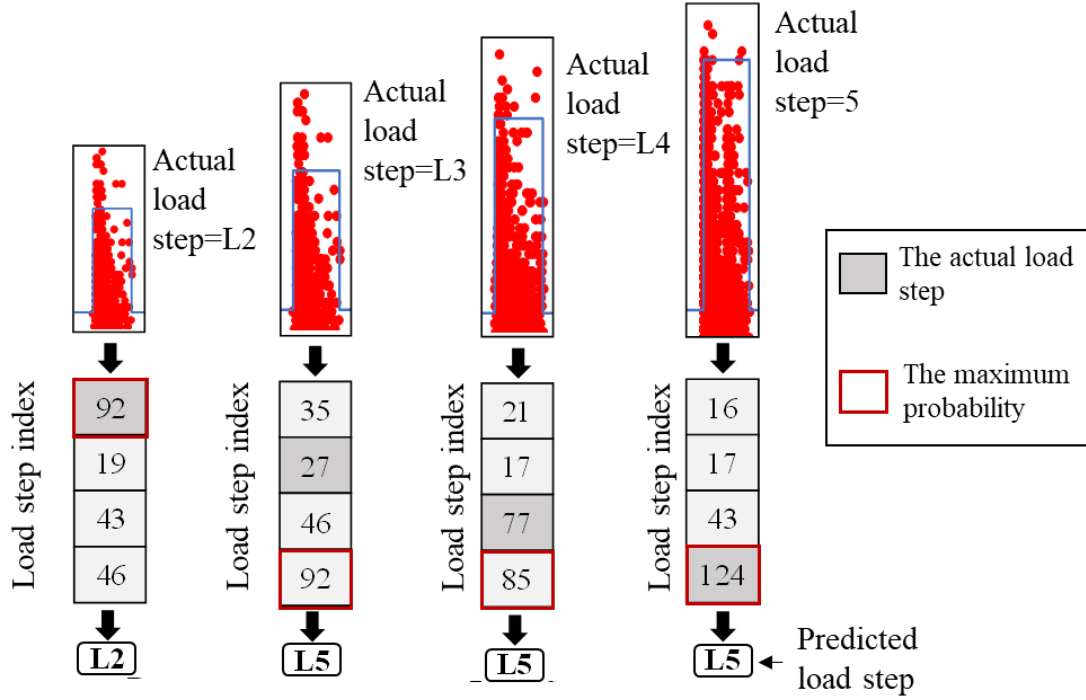 Actual
load
step=L2
Actual
load
step=L3
Actual
load
step=L4
Actual
load
step=5
The actual load
step
The maximum
probability
Load step index
92
19
43
46
L2
Load step index
35
27
46
92
L5
Load step index
21
17
77
85
L5
Load step index
16
17
43
124
L5
Predicted
load step